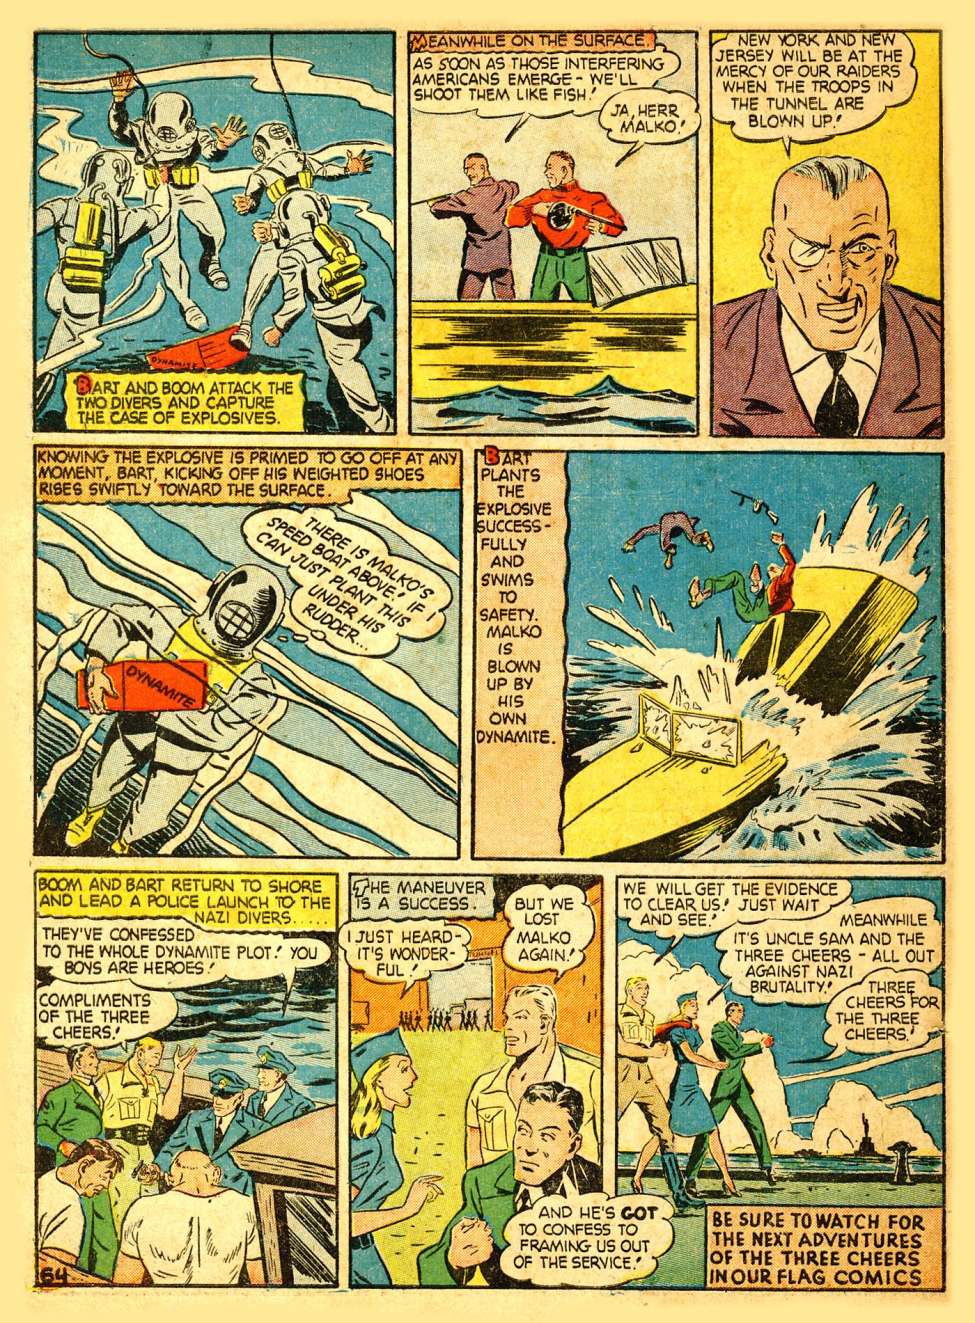 DYNAMITE
BART AND BOOM ATTACK THE
TWO DIVERS AND CAPTURE
THE CASE OF EXPLOSIVES.
MEANWHILE ON THE SURFACE.
AS SOON AS THOSE INTERFERING
AMERICANS EMERGE - WE'LL
SHOOT THEM LIKE FISH!
JA, HERR
MALKO!
NEW YORK AND NEW
JERSEY WILL BE AT THE
MERCY OF OUR RAIDERS
WHEN THE TROOPS IN
THE TUNNEL ARE
BLOWN UP!
KNOWING THE EXPLOSIVE IS PRIMED TO GO OFF AT ANY
MOMENT, BART, KICKING OFF HIS WEIGHTED SHOES
RISES SWIFTLY TOWARD THE SURFACE.
THERE IS MALKO'S
SPEED BOAT ABOVE! IF I
CAN JUST PLANT THIS
UNDER HIS
RUDDER...
DYNAMITE
BART
PLANTS
THE
EXPLOSIVE
SUCCESS-
FULLY
AND
SWIMS
TO
SAFETY.
MALKO
IS
BLOWN
UP BY
HIS
OWN
DYNAMITE.
BOOM AND BART RETURN TO SHORE
AND LEAD A POLICE LAUNCH TO THE
NAZI DIVERS.....
THEY'VE CONFESSED
TO THE WHOLE DYNAMITE PLOT! YOU
BOYS ARE HEROES!
COMPLIMENTS
OF THE THREE
CHEERS!
64
THE MANEUVER
IS A SUCCESS.
I JUST HEARD-
IT'S WONDER-
FUL!
BUT WE
LOST
MALKO
AGAIN!
AND HE'S GOT
TO CONFESS TO
FRAMING US OUT
OF THE SERVICE!
WE WILL GET THE EVIDENCE
TO CLEAR US! JUST WAIT
AND SEE!
MEANWHILE
IT'S UNCLE SAM AND THE
THREE CHEERS - ALL OUT
AGAINST NAZI
BRUTALITY!
THREE
CHEERS FOR
THE THREE
CHEERS!
BE SURE TO WATCH FOR
THE NEXT ADVENTURES
OF THE THREE CHEERS
IN OUR FLAG COMICS